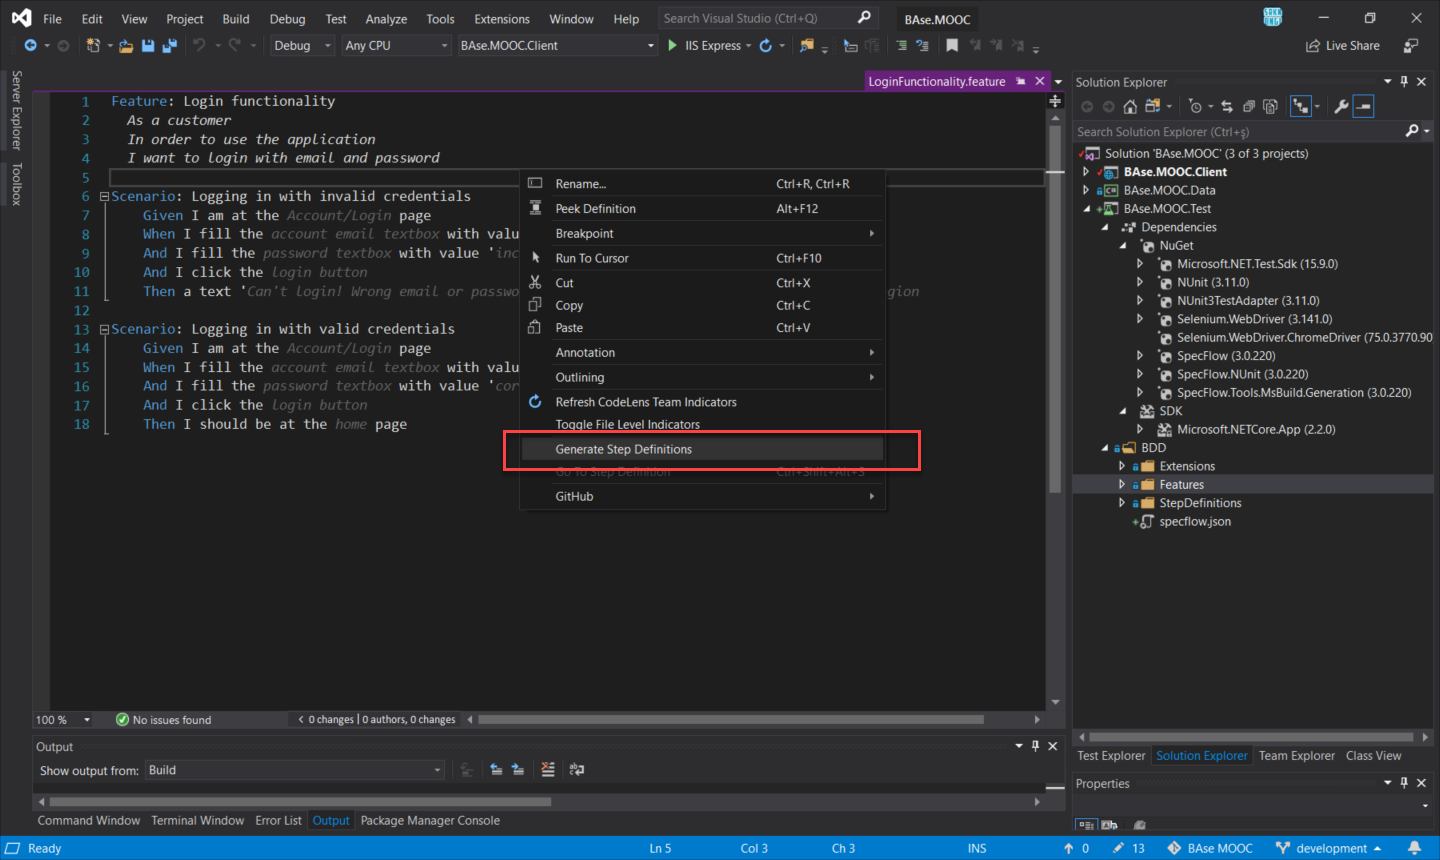 File Edit View Project Build Debug Test Analyze Tools Extensions Window Help Search Visual Studio (Ctrl+Q) BAse.MOOC
Debug Any CPU BAse.MOOC.Client IIS Express Live Share
Server Explorer
Toolbox
LoginFunctionality.feature
1 Feature: Login functionality
2 As a customer
3 In order to use the application
4 I want to login with email and password
5
6 Scenario: Logging in with invalid credentials
7 Given I am at the Account/Login page
8 When I fill the account email textbox with valu
9 And I fill the password textbox with value 'inc
10 And I click the login button
11 Then a text 'Can't login! Wrong email or passwo gion
12
13 Scenario: Logging in with valid credentials
14 Given I am at the Account/Login page
15 When I fill the account email textbox with valu
16 And I fill the password textbox with value 'cor
17 And I click the login button
18 Then I should be at the home page
Rename... Ctrl+R, Ctrl+R
Peek Definition Alt+F12
Breakpoint
Run To Cursor Ctrl+F10
Cut Ctrl+X
Copy Ctrl+C
Paste Ctrl+V
Annotation
Outlining
Refresh CodeLens Team Indicators
Toggle File Level Indicators
Generate Step Definitions
Go To Step Definition Ctrl+Shift+Alt+S
GitHub
100 % No issues found 0 changes | 0 authors, 0 changes
Output
Show output from: Build
Command Window Terminal Window Error List Output Package Manager Console
Solution Explorer
Search Solution Explorer (Ctrl+ş)
Solution 'BAse.MOOC' (3 of 3 projects)
BAse.MOOC.Client
BAse.MOOC.Data
BAse.MOOC.Test
Dependencies
NuGet
Microsoft.NET.Test.Sdk (15.9.0)
NUnit (3.11.0)
NUnit3TestAdapter (3.11.0)
Selenium.WebDriver (3.141.0)
Selenium.WebDriver.ChromeDriver (75.0.3770.90
SpecFlow (3.0.220)
SpecFlow.NUnit (3.0.220)
SpecFlow.Tools.MsBuild.Generation (3.0.220)
SDK
Microsoft.NETCore.App (2.2.0)
BDD
Extensions
Features
StepDefinitions
specflow.json
Test Explorer Solution Explorer Team Explorer Class View
Properties
Ready Ln 5 Col 3 Ch 3 INS 0 13 BAse MOOC development